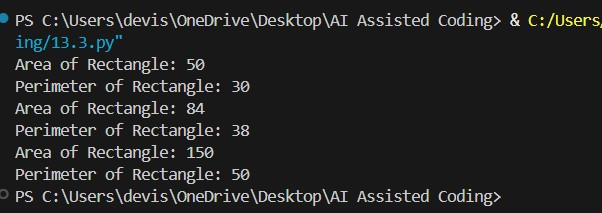 PS C:\Users\devis\OneDrive\Desktop\AI Assisted Coding> & C:/Users/
ing/13.3.py"
Area of Rectangle: 50
Perimeter of Rectangle: 30
Area of Rectangle: 84
Perimeter of Rectangle: 38
Area of Rectangle: 150
Perimeter of Rectangle: 50
PS C:\Users\devis\OneDrive\Desktop\AI Assisted Coding>